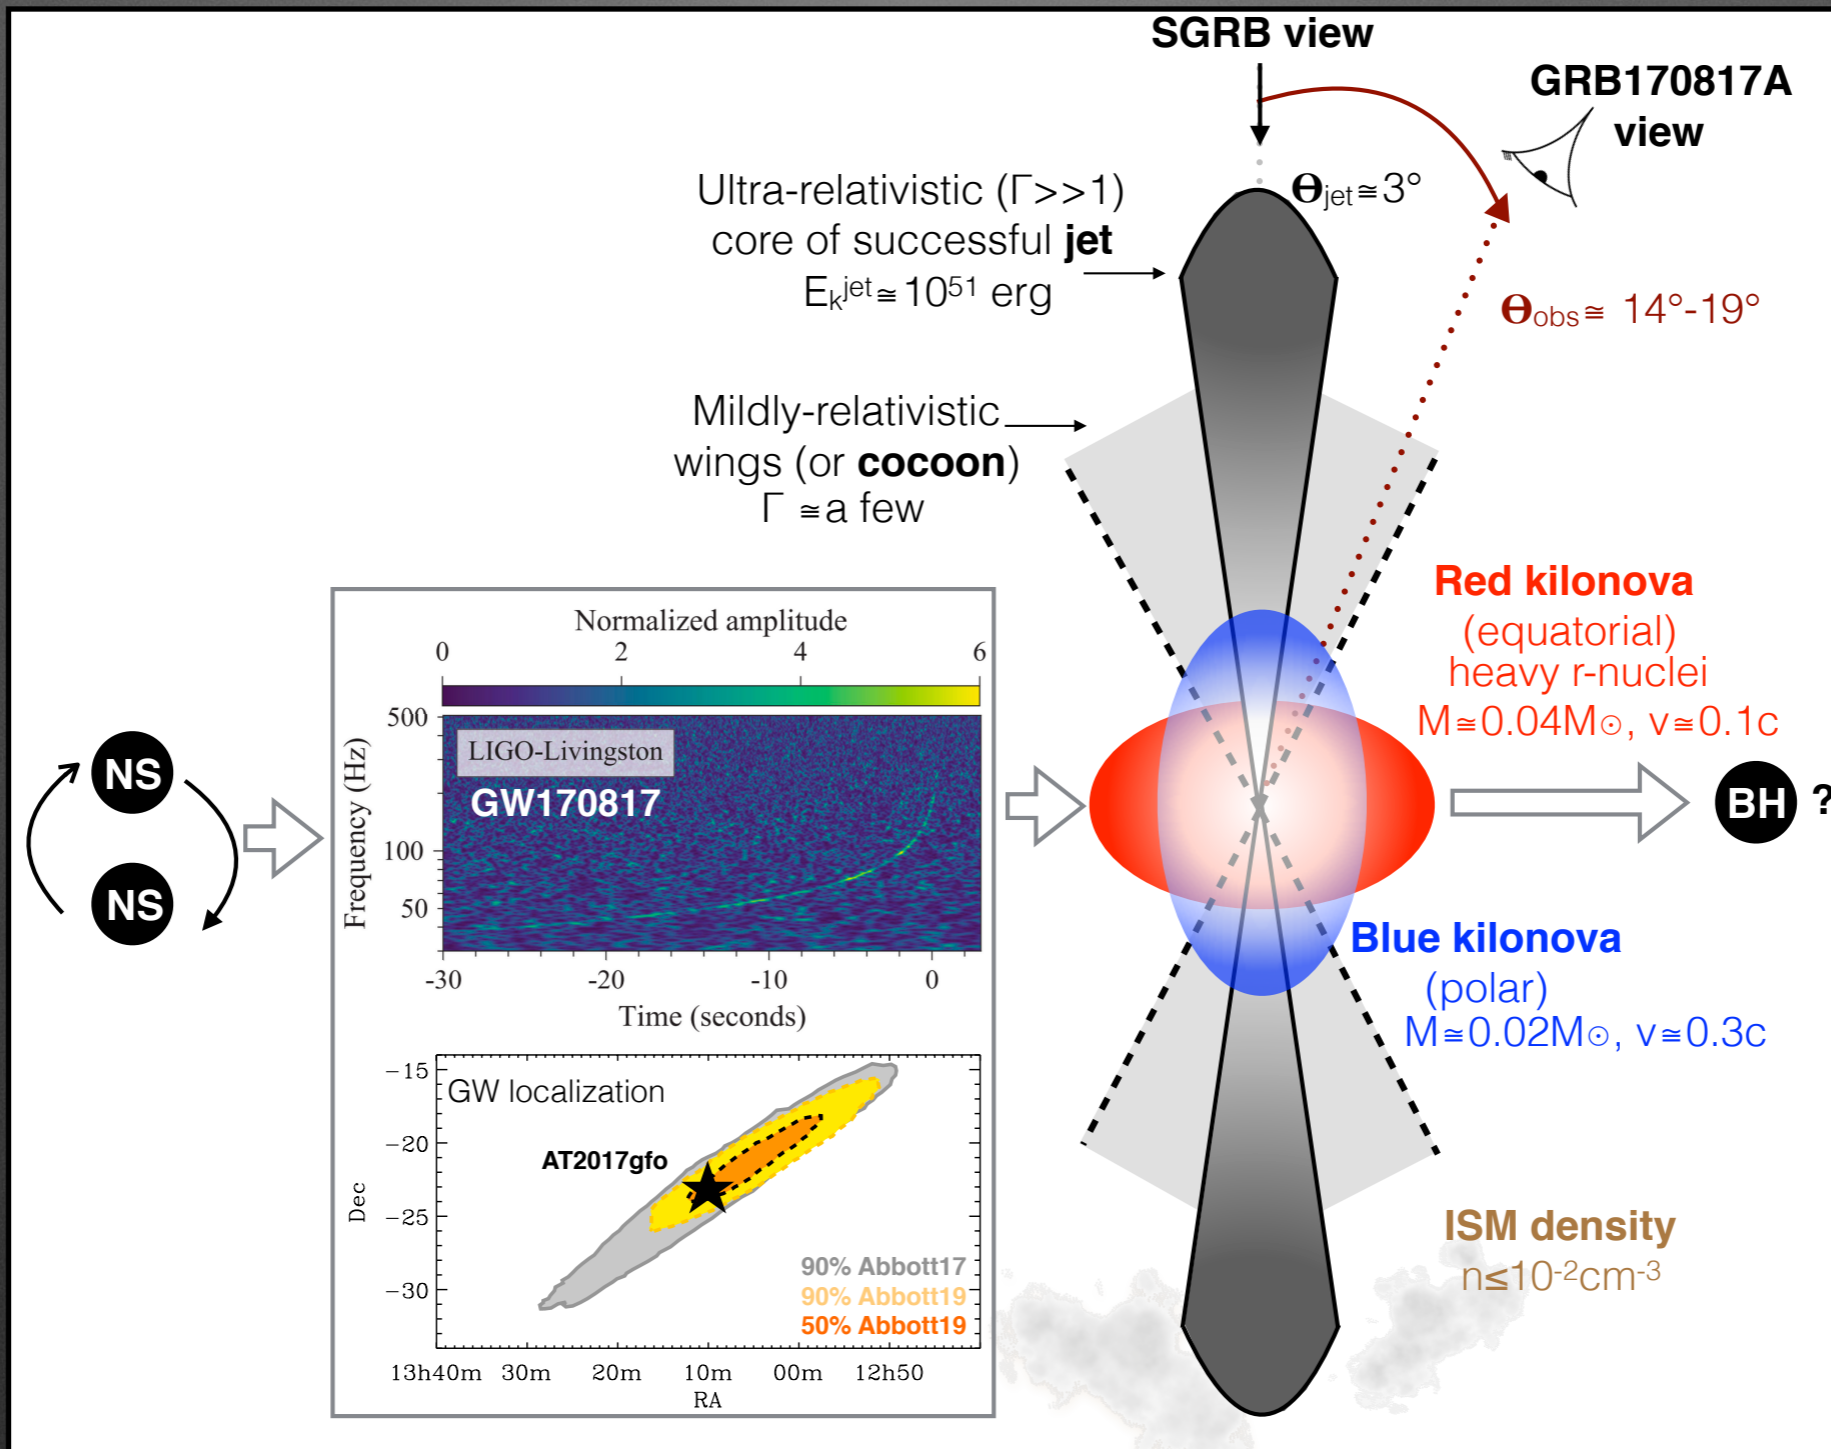 SGRB view
GRB170817A
view
Ultra-relativistic (Γ>>1)
core of successful jet
Eₖʲᵉᵗ≅10⁵¹ erg
Θjet≅3°
Θobs≅ 14°-19°
Mildly-relativistic
wings (or cocoon)
Γ ≅a few
Red kilonova
(equatorial)
heavy r-nuclei
M≅0.04M☉, v≅0.1c
NS
NS
Normalized amplitude
0 2 4 6
500
100
50
Frequency (Hz)
LIGO-Livingston
GW170817
-30 -20 -10 0
Time (seconds)
BH ?
Blue kilonova
(polar)
M≅0.02M☉, v≅0.3c
GW localization
AT2017gfo
−15
−20
−25
−30
Dec
90% Abbott17
90% Abbott19
50% Abbott19
13h40m 30m 20m 10m 00m 12h50
RA
ISM density
n≤10⁻²cm⁻³